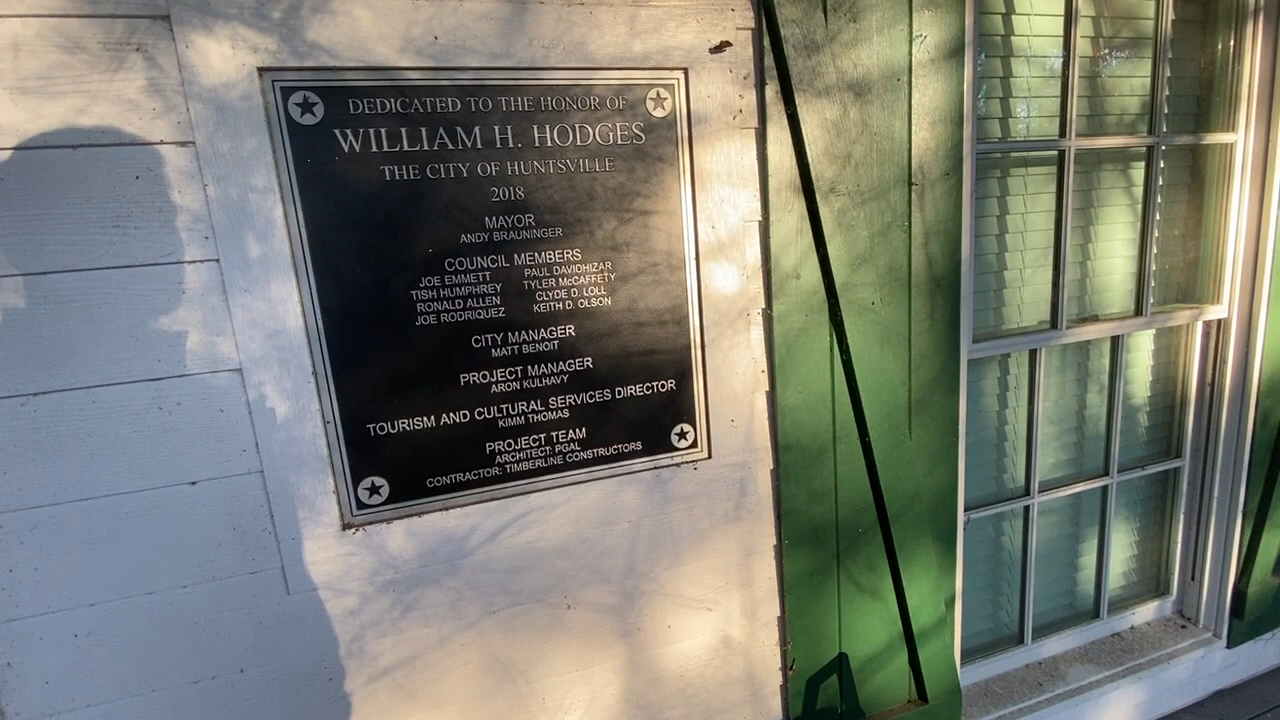 DEDICATED TO THE HONOR OF
WILLIAM H. HODGES
THE CITY OF HUNTSVILLE
2018
MAYOR
ANDY BRAUNINGER
COUNCIL MEMBERS
JOE EMMETT PAUL DAVIDHIZAR
TISH HUMPHREY TYLER McCAFFETY
RONALD ALLEN CLYDE D. LOLL
JOE RODRIQUEZ KEITH D. OLSON
CITY MANAGER
MATT BENOIT
PROJECT MANAGER
ARON KULHAVY
TOURISM AND CULTURAL SERVICES DIRECTOR
KIMM THOMAS
PROJECT TEAM
ARCHITECT: PGAL
CONTRACTOR: TIMBERLINE CONSTRUCTORS